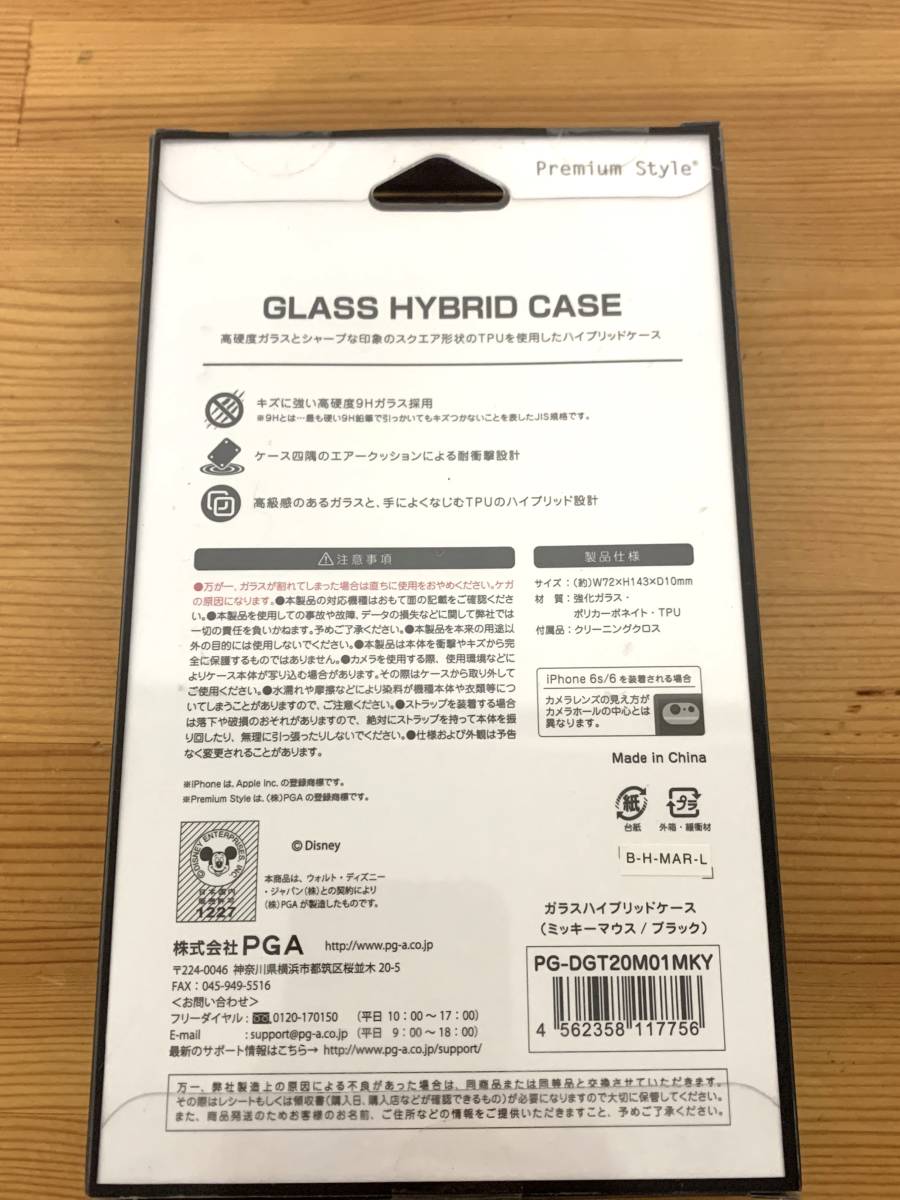 Premium Style®
GLASS HYBRID CASE
高硬度ガラスとシャープな印象のスクエア形状のTPUを使用したハイブリッドケース
キズに強い高硬度9Hガラス採用
※9Hとは…最も硬い9H鉛筆で引っかいてもキズつかないことを表したJIS規格です。
ケース四隅のエアークッションによる耐衝撃設計
高級感のあるガラスと、手によくなじむTPUのハイブリッド設計
注意事項
●万が一、ガラスが割れてしまった場合は直ちに使用をおやめください。ケガ
の原因になります。●本製品の対応機種はおもて面の記載をご確認くださ
い。●本製品を使用しての事故や故障、データの損失などに関して弊社では
一切の責任を負いかねます。予めご了承ください。●本製品を本来の用途以
外の目的には使用しないでください。●本製品は本体を衝撃やキズから完
全に保護するものではありません。●カメラを使用する際、使用環境などに
よりケース本体が写り込む場合があります。その際はケースから取り外して
ご使用ください。●水濡れや摩擦などにより染料が機種本体や衣類等につ
いてしまうことがありますので、ご注意ください。●ストラップを装着する場合
は落下や破損のおそれがありますので、絶対にストラップを持って本体を振
り回したり、無理に引っ張ったりしないでください。●仕様および外観は予告
なく変更されることがあります。
製品仕様
サイズ：(約)W72×H143×D10mm
材 質：強化ガラス・
ポリカーボネイト・TPU
付属品：クリーニングクロス
iPhone 6s/6 を装着される場合
カメラレンズの見え方が
カメラホールの中心とは
異なります。
Made in China
※iPhoneは、Apple Inc.の登録商標です。
※Premium Styleは、(株)PGAの登録商標です。
紙
台紙
プラ
外箱・緩衝材
B-H-MAR-L
©DISNEY ENTERPRISES, INC.
日本国内
販売許可
1227
© Disney
本商品は、ウォルト・ディズニー
・ジャパン(株)との契約により
(株)PGAが製造したものです。
ガラスハイブリッドケース
（ミッキーマウス / ブラック）
PG-DGT20M01MKY
4 562358 117756
株式会社PGA http://www.pg-a.co.jp
〒224-0046 神奈川県横浜市都筑区桜並木 20-5
FAX：045-949-5516
＜お問い合わせ＞
フリーダイヤル：0120-170150 （平日 10：00～17：00）
E-mail ：support@pg-a.co.jp （平日 9：00～18：00）
最新のサポート情報はこちら→ http://www.pg-a.co.jp/support/
万一、弊社製造上の原因による不良があった場合は、同商品または同等品と交換させていただきます。
その際はレシートもしくは領収書（購入日、購入店などが確認できるもの）が必要になりますので大切に保管してください。
また、商品発送のためお客様のお名前、ご住所などの情報をご提供いただきますこと、予めご了承ください。